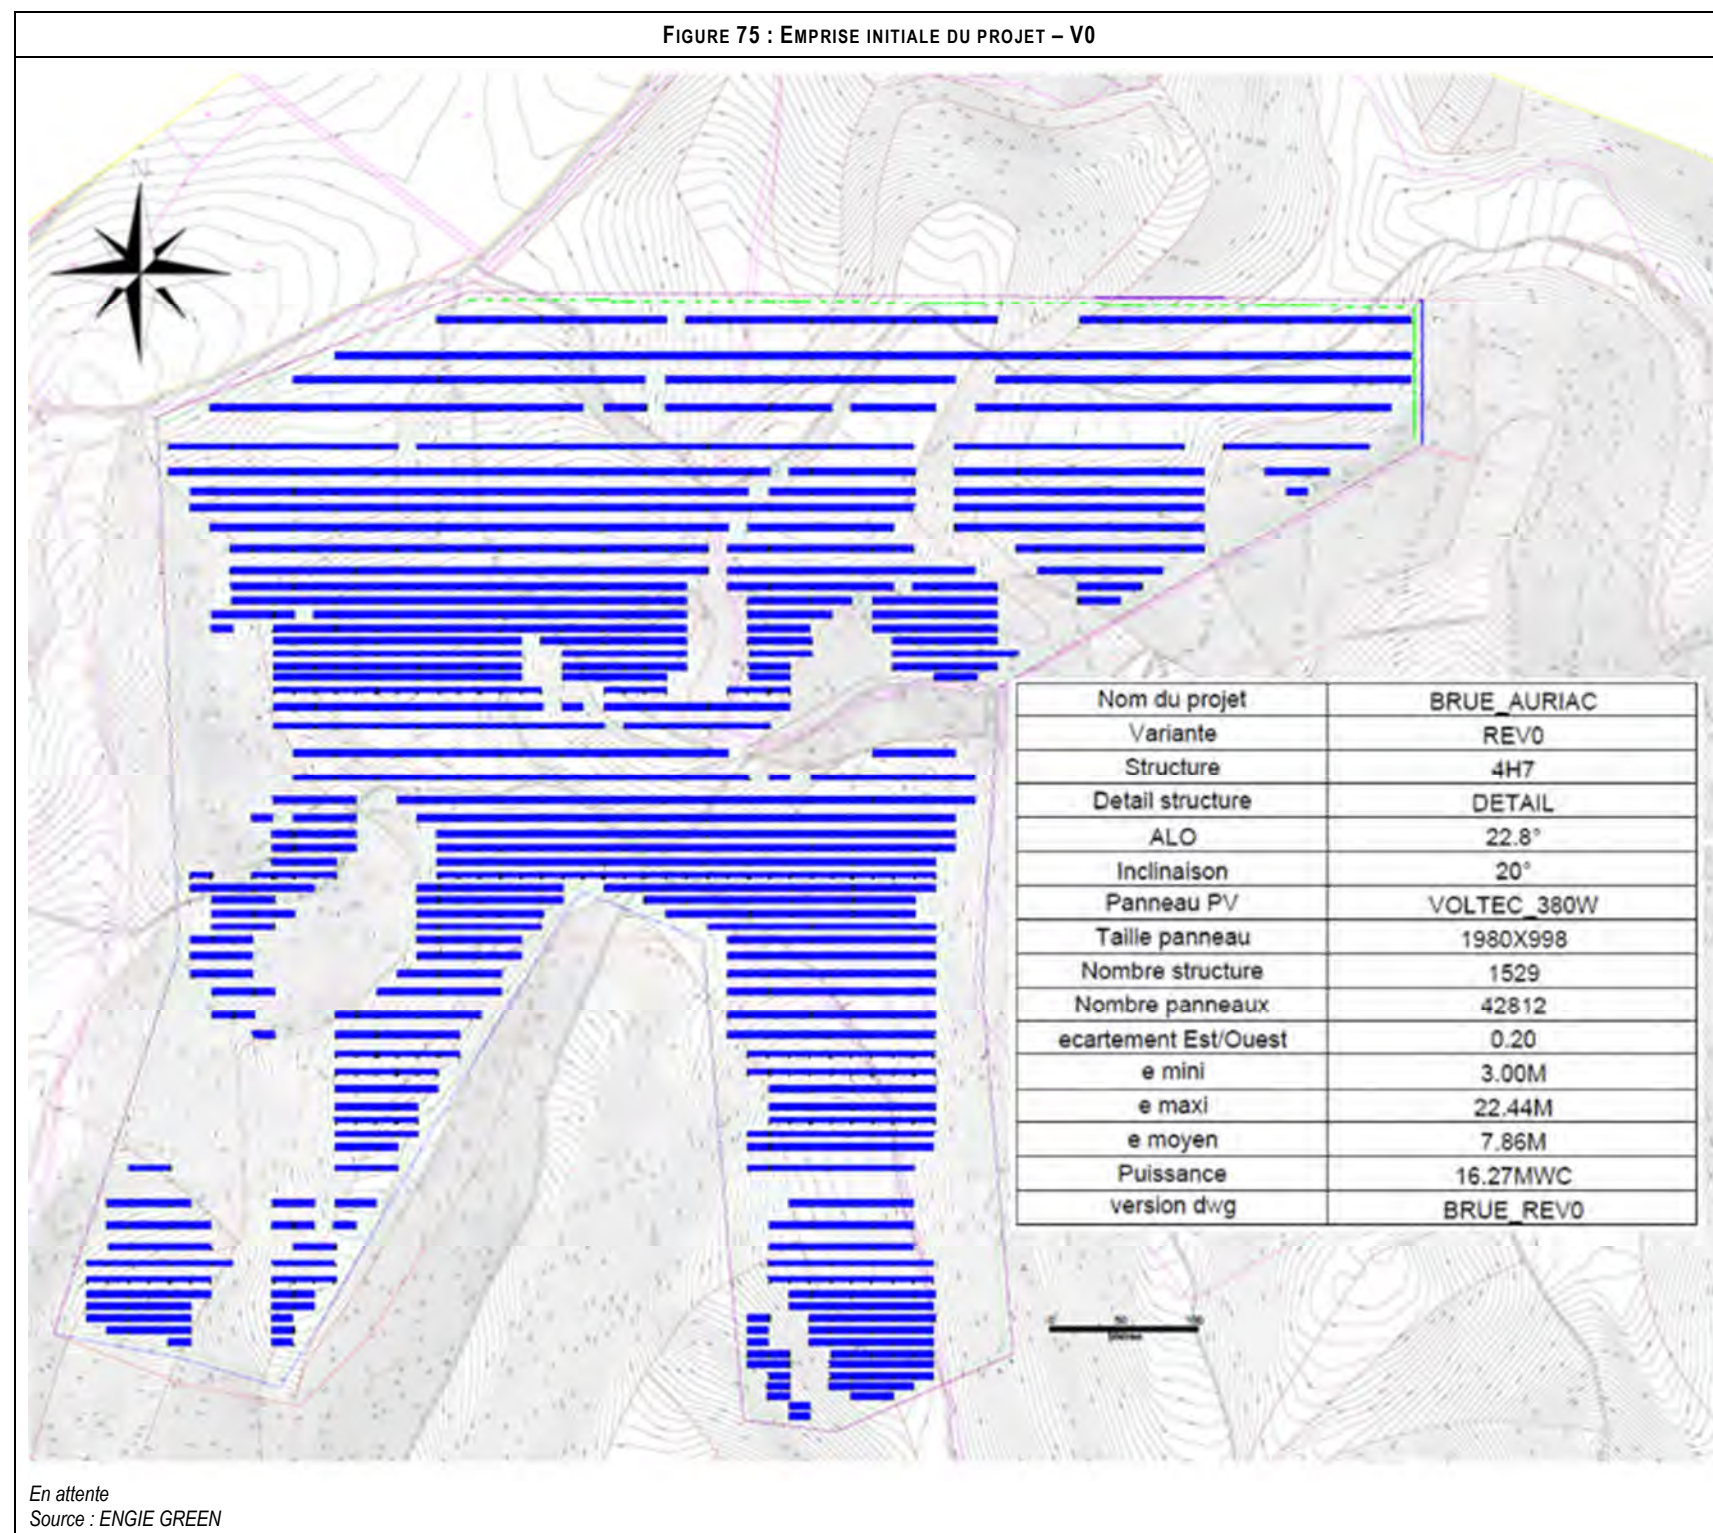 FIGURE 75 : EMPRISE INITIALE DU PROJET – V0
N
Nom du projet BRUE_AURIAC
Variante REV0
Structure 4H7
Detail structure DETAIL
ALO 22.8°
Inclinaison 20°
Panneau PV VOLTEC_380W
Taille panneau 1980X998
Nombre structure 1529
Nombre panneaux 42812
ecartement Est/Ouest 0.20
e mini 3.00M
e maxi 22.44M
e moyen 7.86M
Puissance 16.27MWC
version dwg BRUE_REV0
0 50 100
En attente
Source : ENGIE GREEN